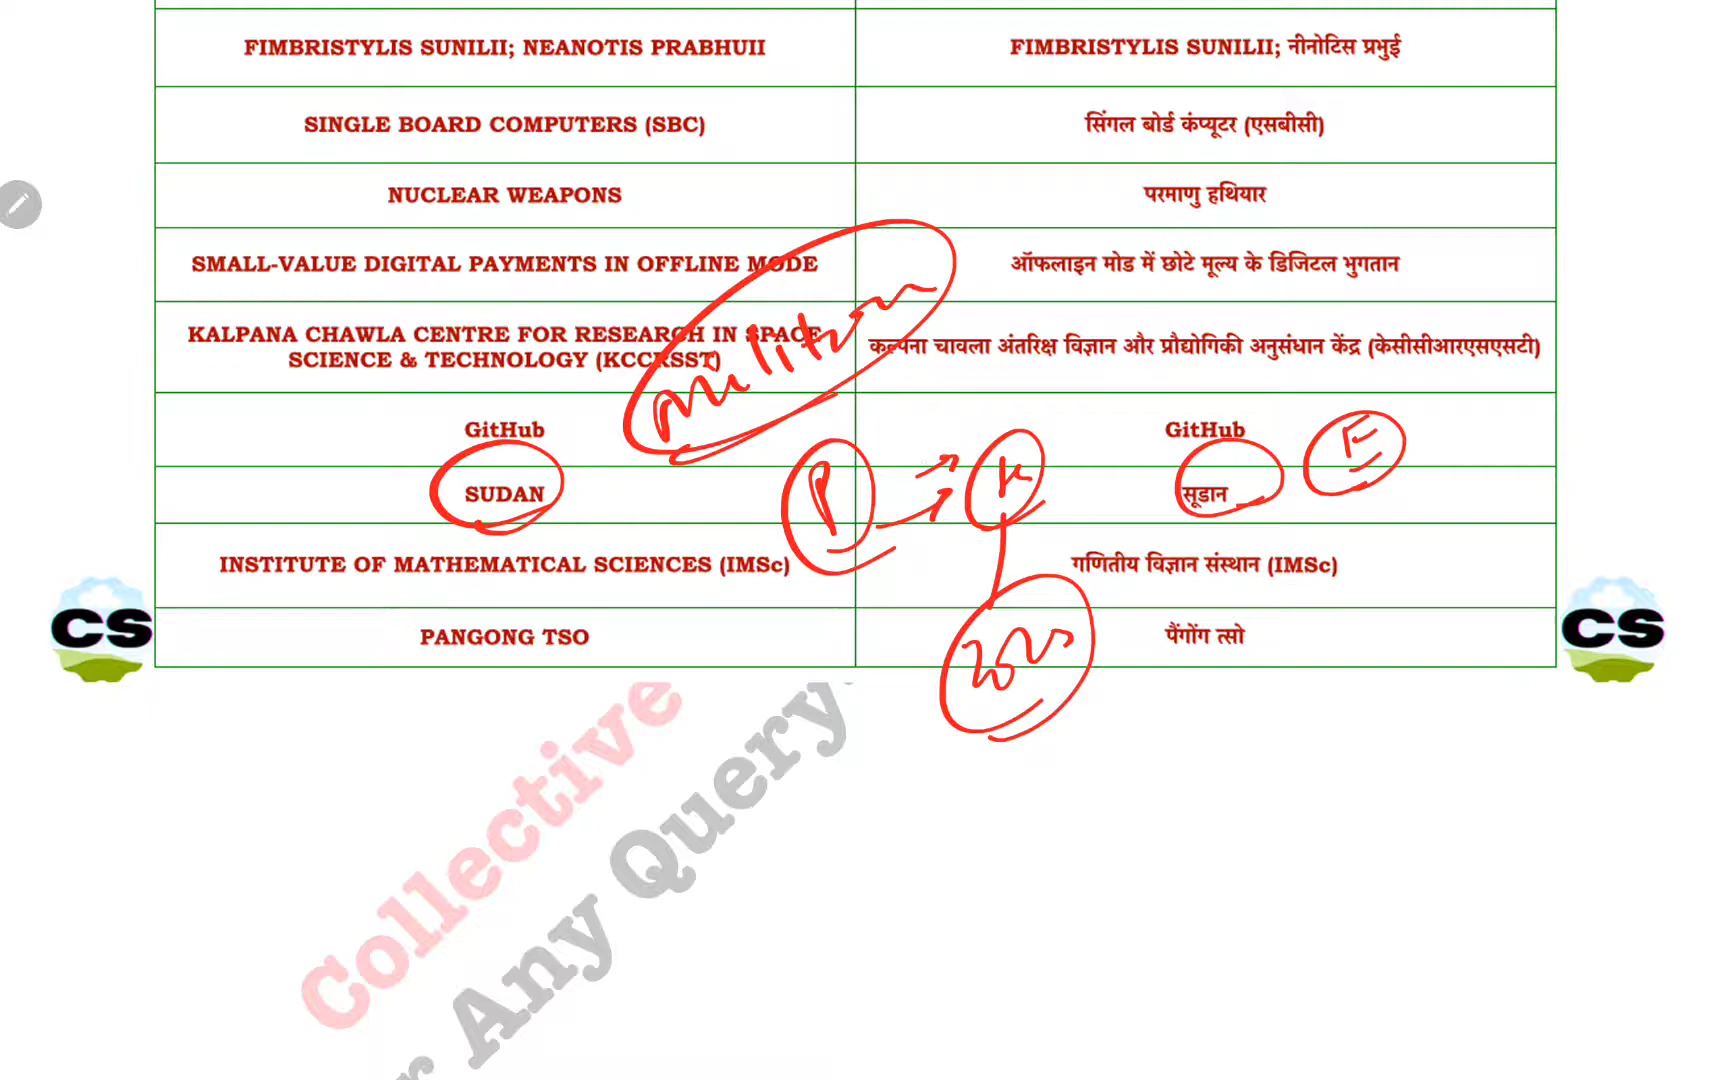 FIMBRISTYLIS SUNILII; NEANOTIS PRABHUII
FIMBRISTYLIS SUNILII; नीनोटिस प्रभुई
SINGLE BOARD COMPUTERS (SBC)
सिंगल बोर्ड कंप्यूटर (एसबीसी)
NUCLEAR WEAPONS
परमाणु हथियार
SMALL-VALUE DIGITAL PAYMENTS IN OFFLINE MODE
ऑफलाइन मोड में छोटे मूल्य के डिजिटल भुगतान
KALPANA CHAWLA CENTRE FOR RESEARCH IN SPACE
SCIENCE & TECHNOLOGY (KCCRSST)
कल्पना चावला अंतरिक्ष विज्ञान और प्रौद्योगिकी अनुसंधान केंद्र (केसीसीआरएसएसटी)
GitHub
GitHub
F
SUDAN
P
K
सूडान
INSTITUTE OF MATHEMATICAL SCIENCES (IMSc)
गणितीय विज्ञान संस्थान (IMSc)
PANGONG TSO
पैंगोंग त्सो
CS
CS
Collective
Any Query